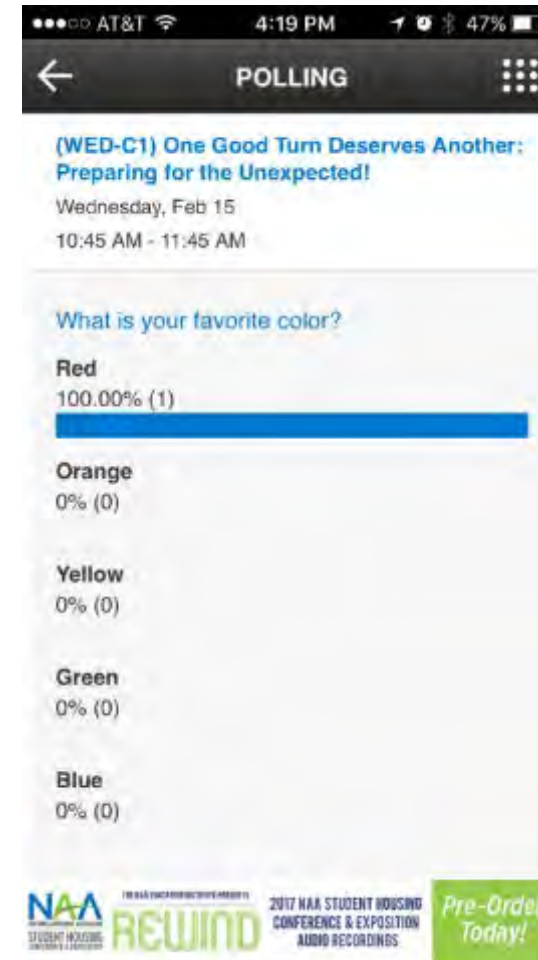 AT&T 4:19 PM 47%
POLLING
(WED-C1) One Good Turn Deserves Another:
Preparing for the Unexpected!
Wednesday, Feb 15
10:45 AM - 11:45 AM
What is your favorite color?
Red
100.00% (1)
Orange
0% (0)
Yellow
0% (0)
Green
0% (0)
Blue
0% (0)
NAA
STUDENT HOUSING
REWIND
2017 NAA STUDENT HOUSING
CONFERENCE & EXPOSITION
AUDIO RECORDINGS
Pre-Order
Today!